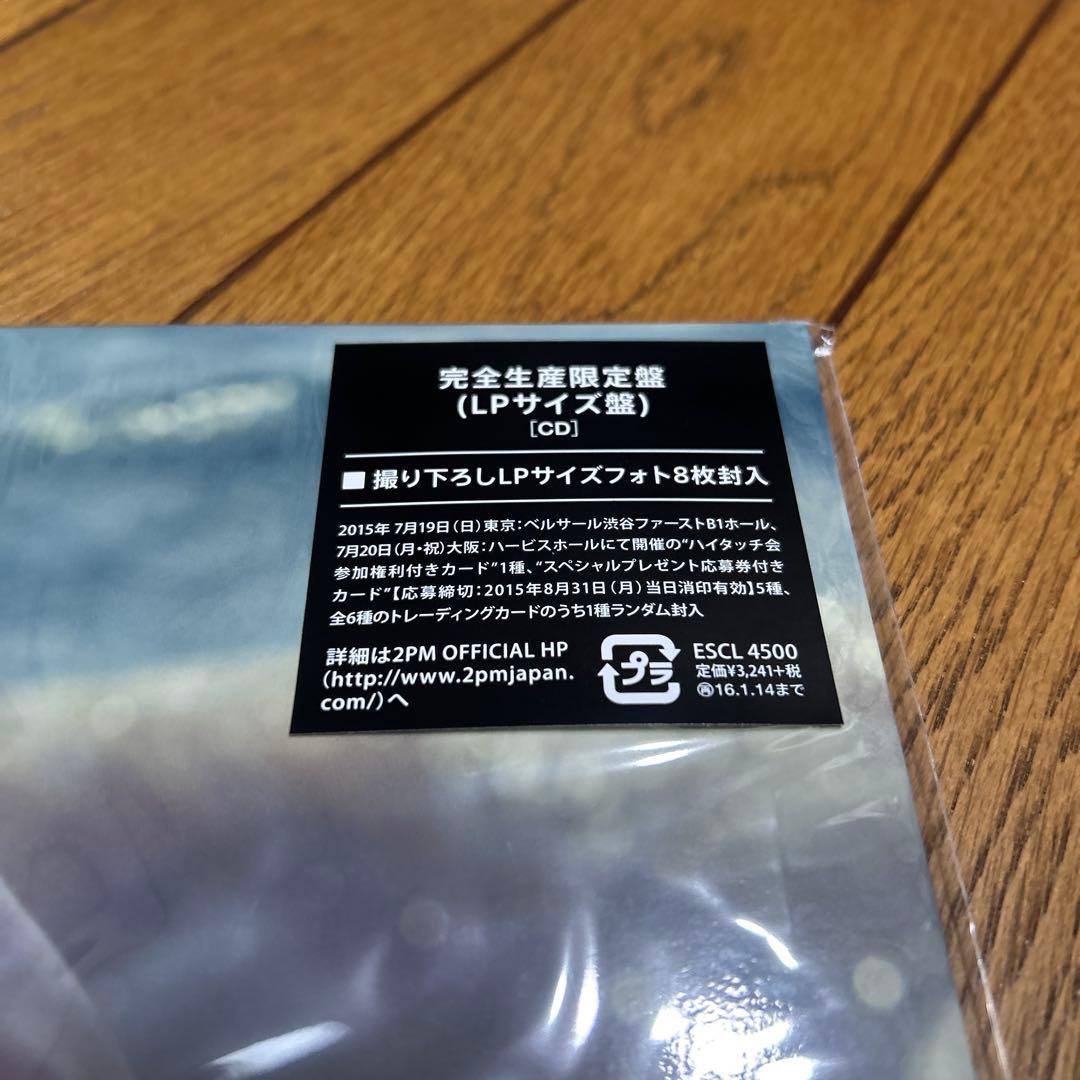 完全生産限定盤
(LPサイズ盤)
[CD]
■ 撮り下ろしLPサイズフォト8枚封入
2015年 7月19日(日)東京:ベルサール渋谷ファーストB1ホール、
7月20日(月・祝)大阪:ハービスホールにて開催の"ハイタッチ会
参加権利付きカード"1種、"スペシャルプレゼント応募券付き
カード"【応募締切:2015年8月31日(月)当日消印有効】5種、
全6種のトレーディングカードのうち1種ランダム封入
詳細は2PM OFFICIAL HP
(http://www.2pmjapan.
com/)へ
プラ
ESCL 4500
定価¥3,241+税
㊞16.1.14まで